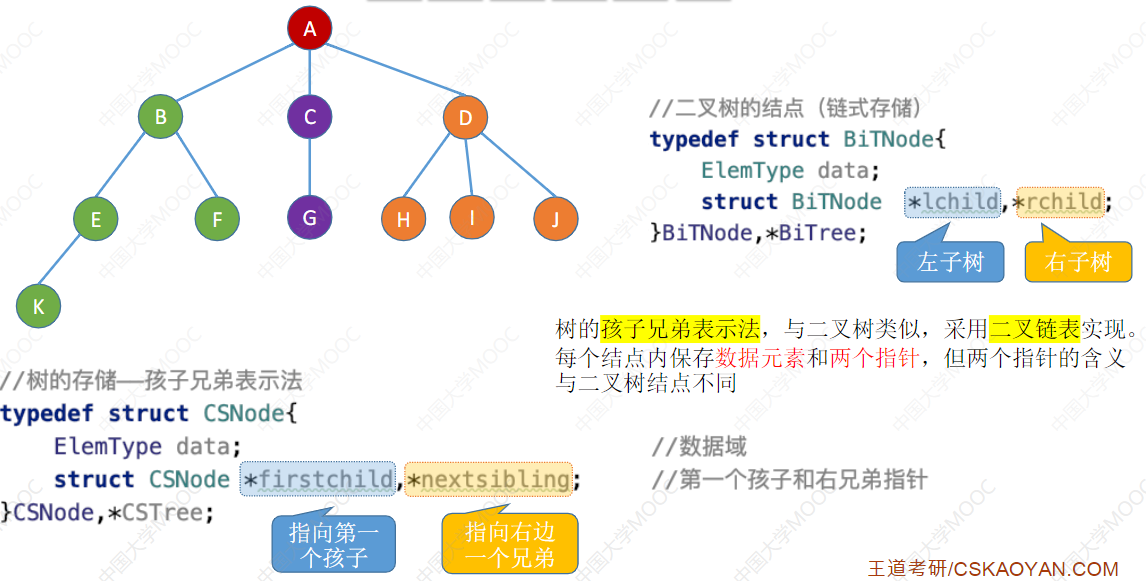 A
B
C
D
E
F
G
H
I
J
K
//二叉树的结点（链式存储）
typedef struct BiTNode{
ElemType data;
struct BiTNode *lchild,*rchild;
}BiTNode,*BiTree;
左子树
右子树
树的孩子兄弟表示法，与二叉树类似，采用二叉链表实现。
每个结点内保存数据元素和两个指针，但两个指针的含义
与二叉树结点不同
//树的存储——孩子兄弟表示法
typedef struct CSNode{
ElemType data; //数据域
struct CSNode *firstchild,*nextsibling; //第一个孩子和右兄弟指针
}CSNode,*CSTree;
指向第一
个孩子
指向右边
一个兄弟
王道考研/CSKAOYAN.COM
中国大学MOOC